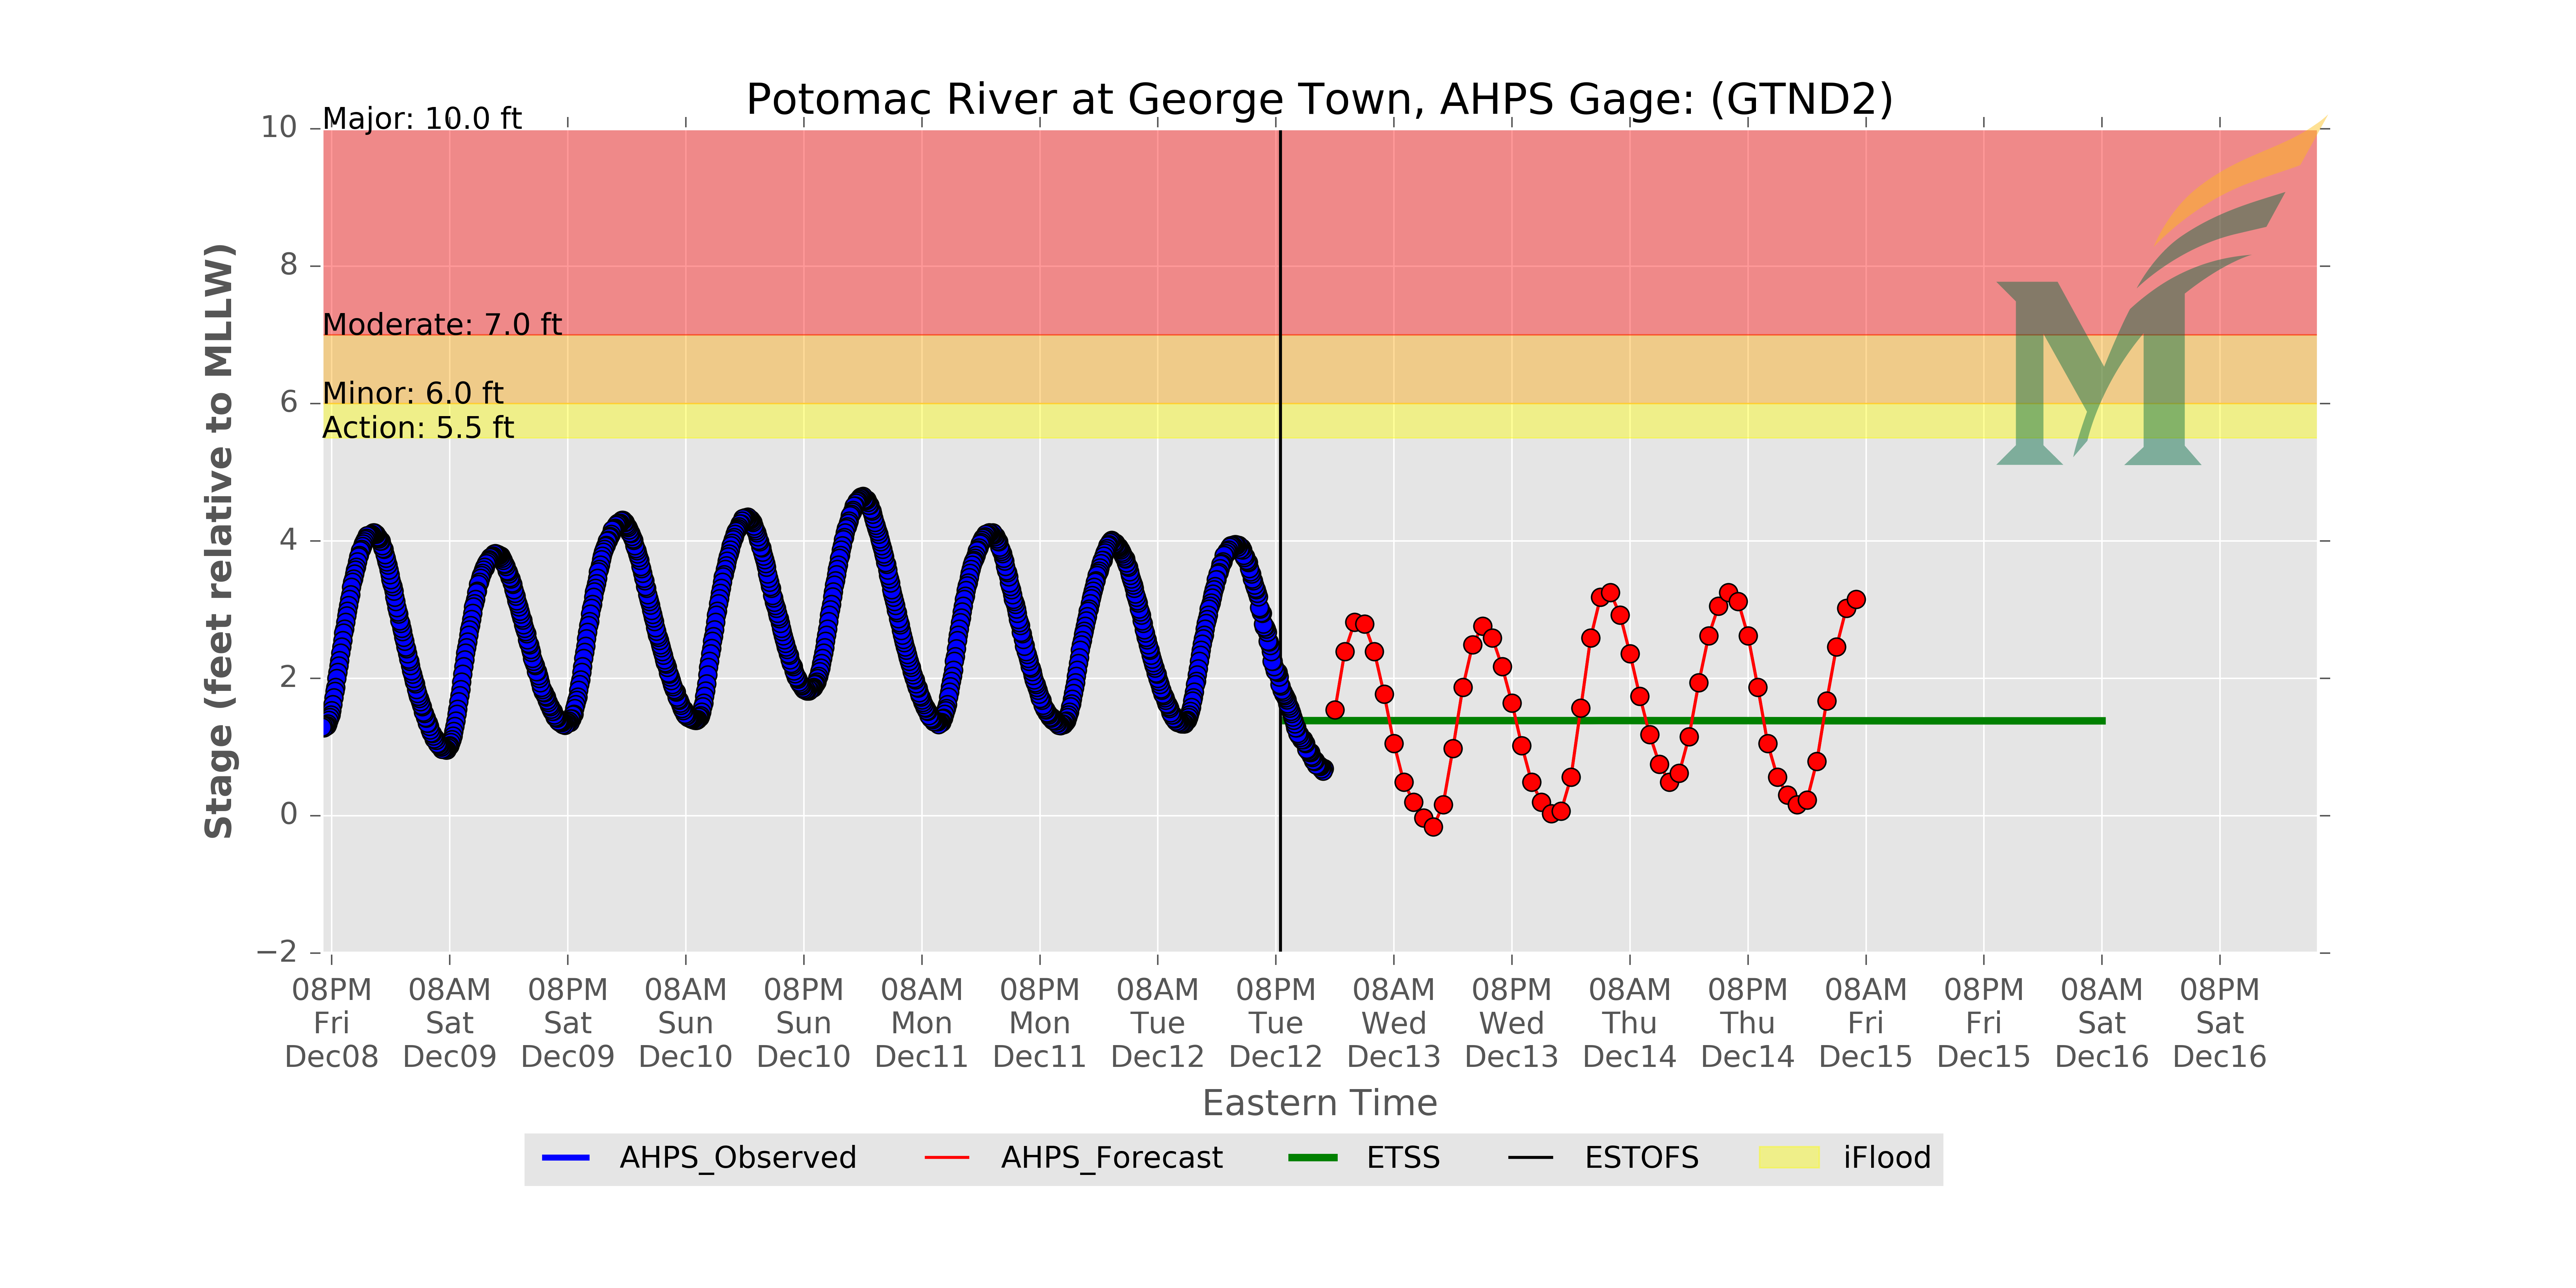 Potomac River at George Town, AHPS Gage: (GTND2)
Major: 10.0 ft
Moderate: 7.0 ft
Minor: 6.0 ft
Action: 5.5 ft
Stage (feet relative to MLLW)
10
8
6
4
2
0
−2
08PM 08AM 08PM 08AM 08PM 08AM 08PM 08AM 08PM 08AM 08PM 08AM 08PM 08AM 08PM 08AM 08PM
Fri Sat Sat Sun Sun Mon Mon Tue Tue Wed Wed Thu Thu Fri Fri Sat Sat
Dec08 Dec09 Dec09 Dec10 Dec10 Dec11 Dec11 Dec12 Dec12 Dec13 Dec13 Dec14 Dec14 Dec15 Dec15 Dec16 Dec16
Eastern Time
AHPS_Observed AHPS_Forecast ETSS ESTOFS iFlood
M